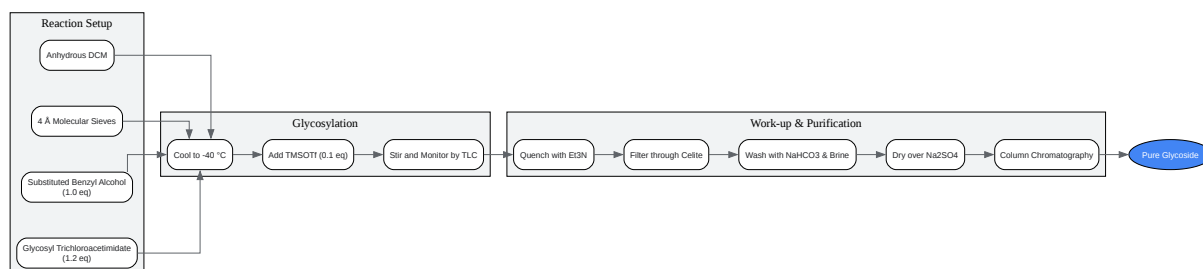 Reaction Setup
Anhydrous DCM
4 Å Molecular Sieves
Substituted Benzyl Alcohol
(1.0 eq)
Glycosyl Trichloroacetimidate
(1.2 eq)
Glycosylation
Cool to -40 °C
Add TMSOTf (0.1 eq)
Stir and Monitor by TLC
Work-up & Purification
Quench with Et3N
Filter through Celite
Wash with NaHCO3 & Brine
Dry over Na2SO4
Column Chromatography
Pure Glycoside